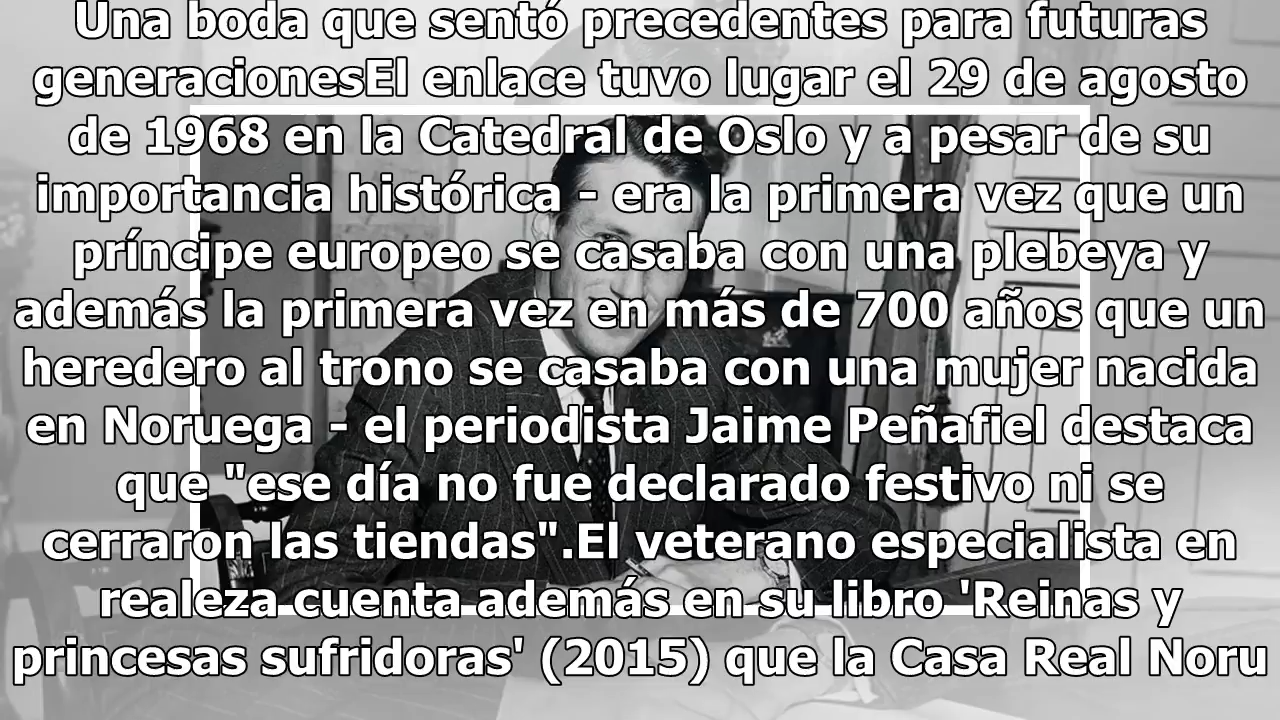 Una boda que sentó precedentes para futuras
generacionesEl enlace tuvo lugar el 29 de agosto
de 1968 en la Catedral de Oslo y a pesar de su
importancia histórica - era la primera vez que un
príncipe europeo se casaba con una plebeya y
además la primera vez en más de 700 años que un
heredero al trono se casaba con una mujer nacida
en Noruega - el periodista Jaime Peñafiel destaca
que "ese día no fue declarado festivo ni se
cerraron las tiendas".El veterano especialista en
realeza cuenta además en su libro 'Reinas y
princesas sufridoras' (2015) que la Casa Real Noru